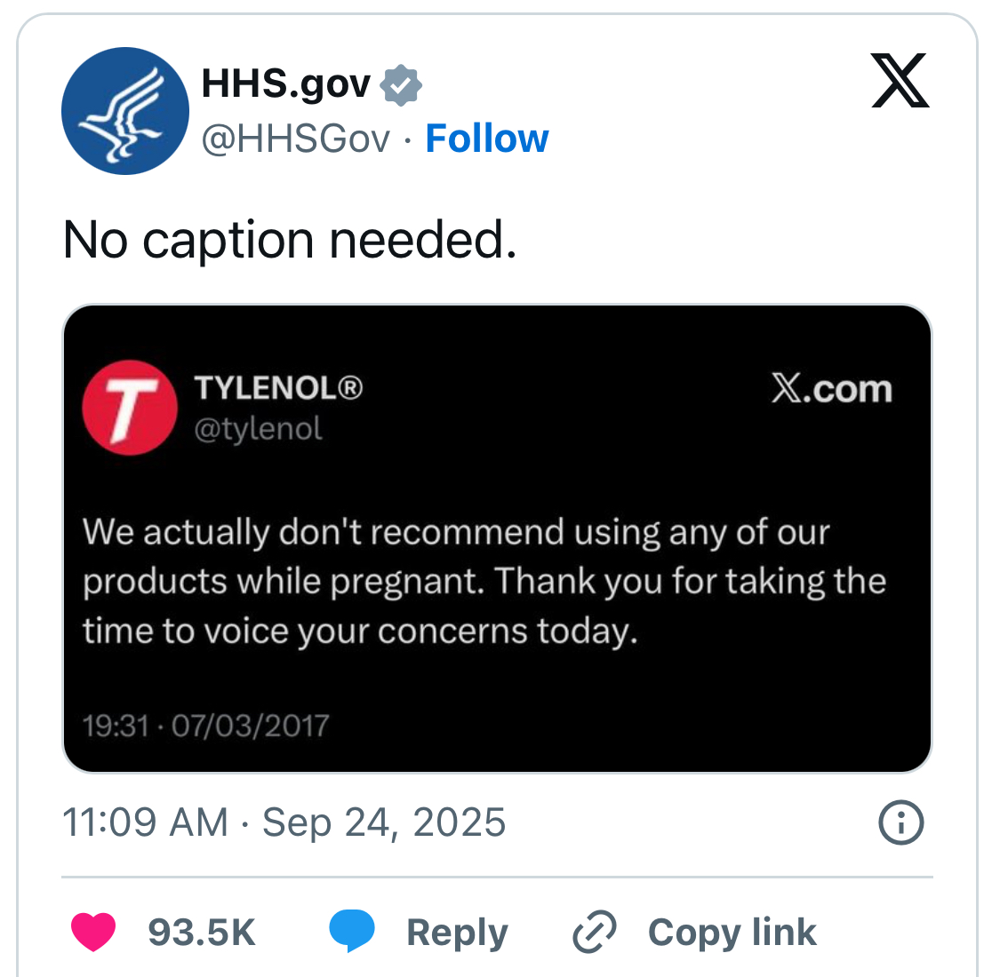 HHS.gov
@HHSGov · Follow
No caption needed.
TYLENOL®
@tylenol
X.com
We actually don't recommend using any of our
products while pregnant. Thank you for taking the
time to voice your concerns today.
19:31 · 07/03/2017
11:09 AM · Sep 24, 2025
93.5K Reply Copy link